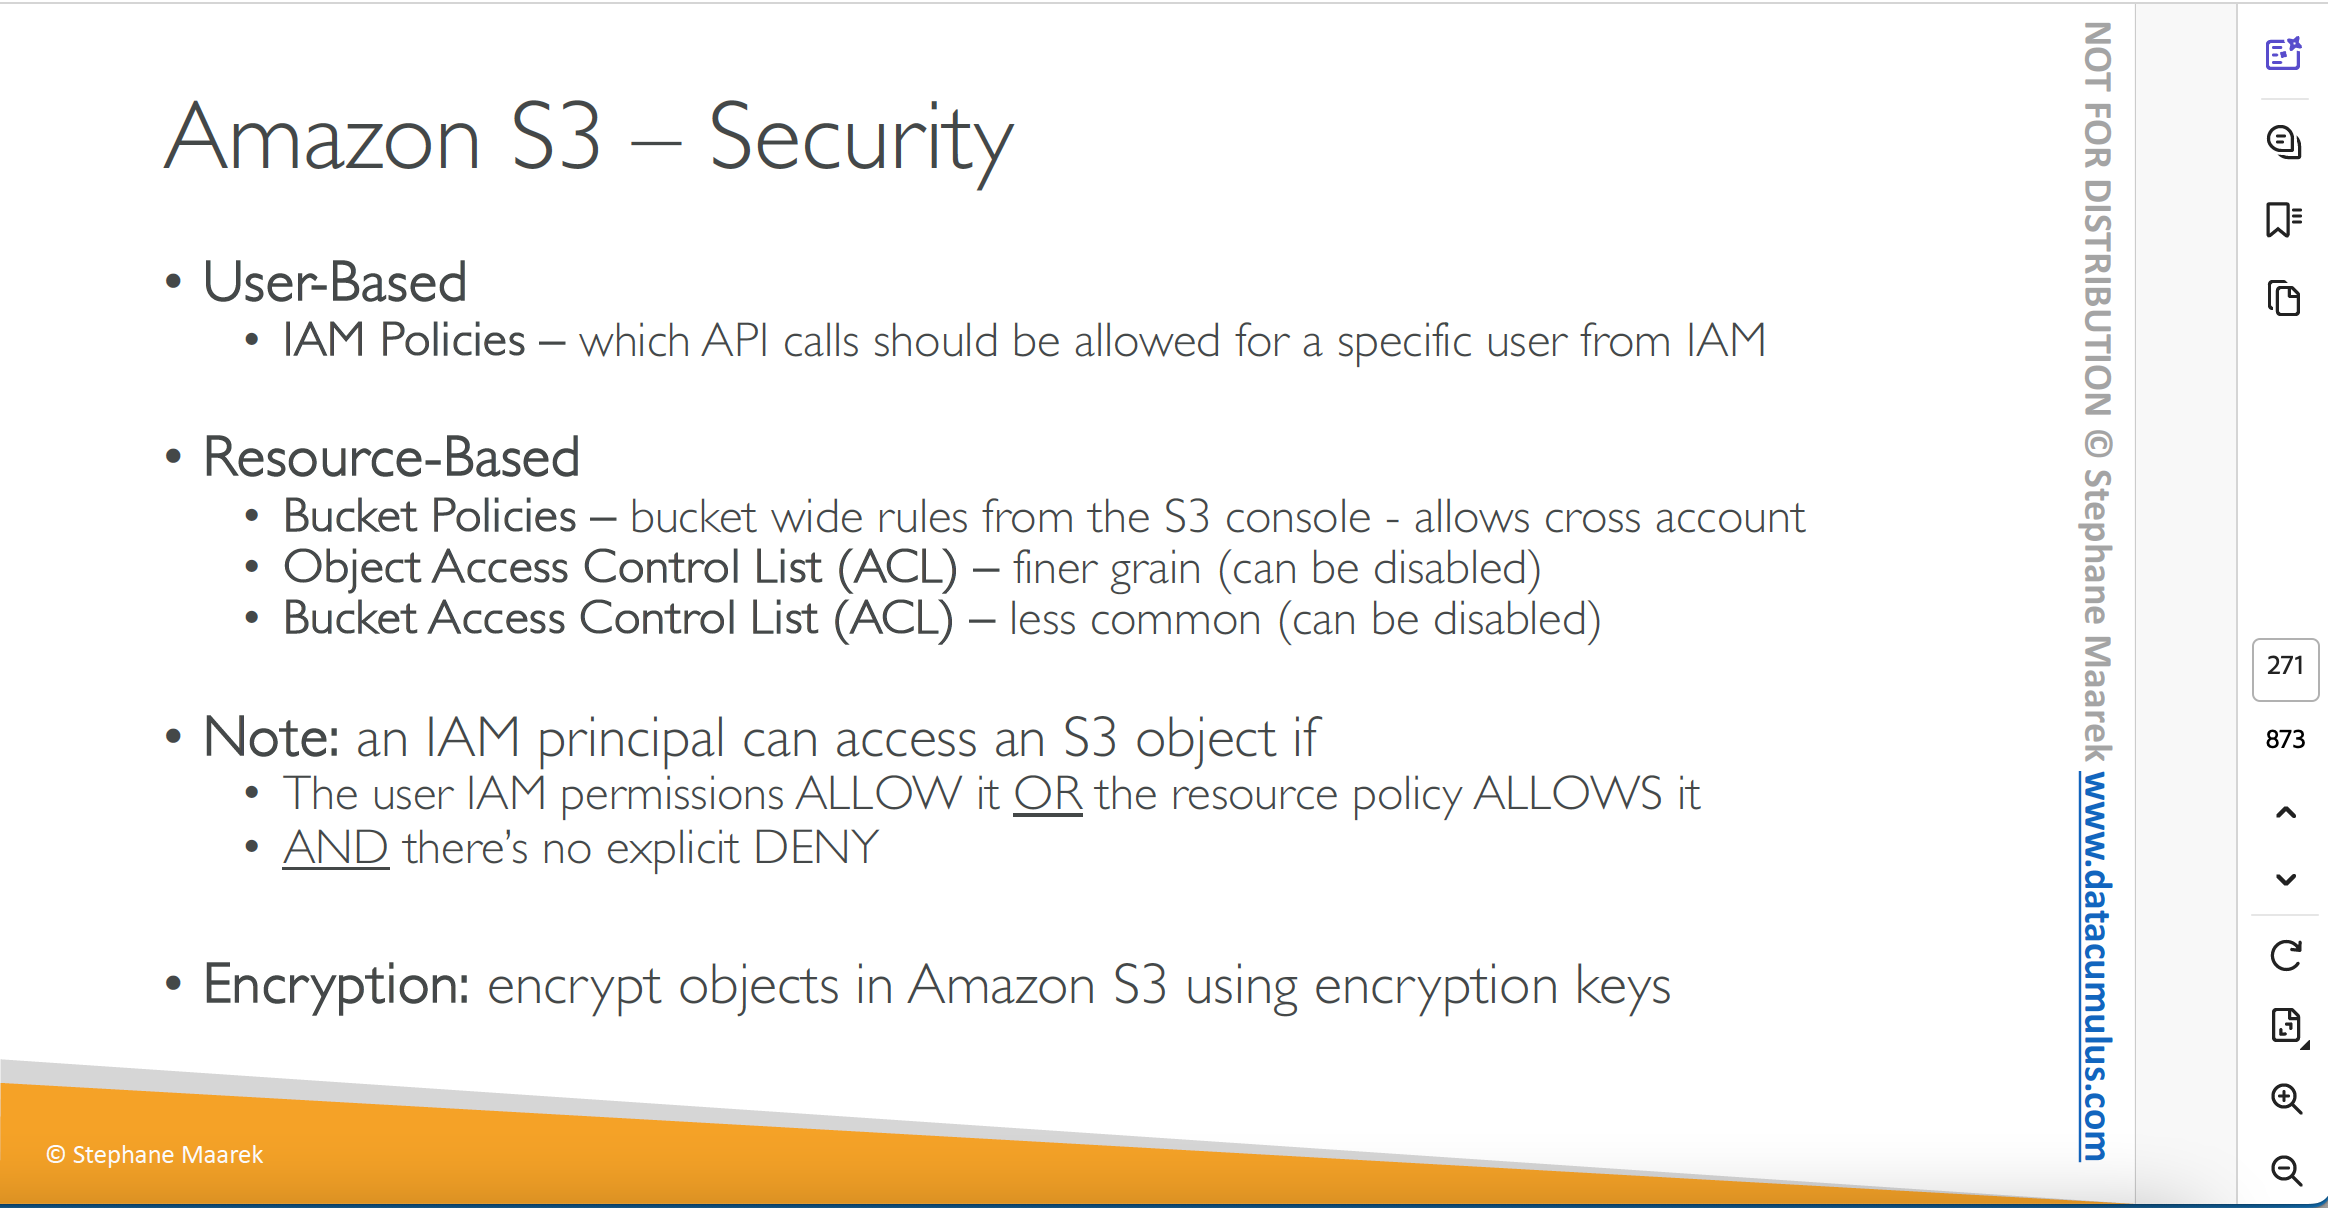 Amazon S3 – Security
• User-Based
• IAM Policies – which API calls should be allowed for a specific user from IAM
• Resource-Based
• Bucket Policies – bucket wide rules from the S3 console - allows cross account
• Object Access Control List (ACL) – finer grain (can be disabled)
• Bucket Access Control List (ACL) – less common (can be disabled)
• Note: an IAM principal can access an S3 object if
• The user IAM permissions ALLOW it OR the resource policy ALLOWS it
• AND there’s no explicit DENY
• Encryption: encrypt objects in Amazon S3 using encryption keys
© Stephane Maarek
NOT FOR DISTRIBUTION © Stephane Maarek www.datacumulus.com
271
873